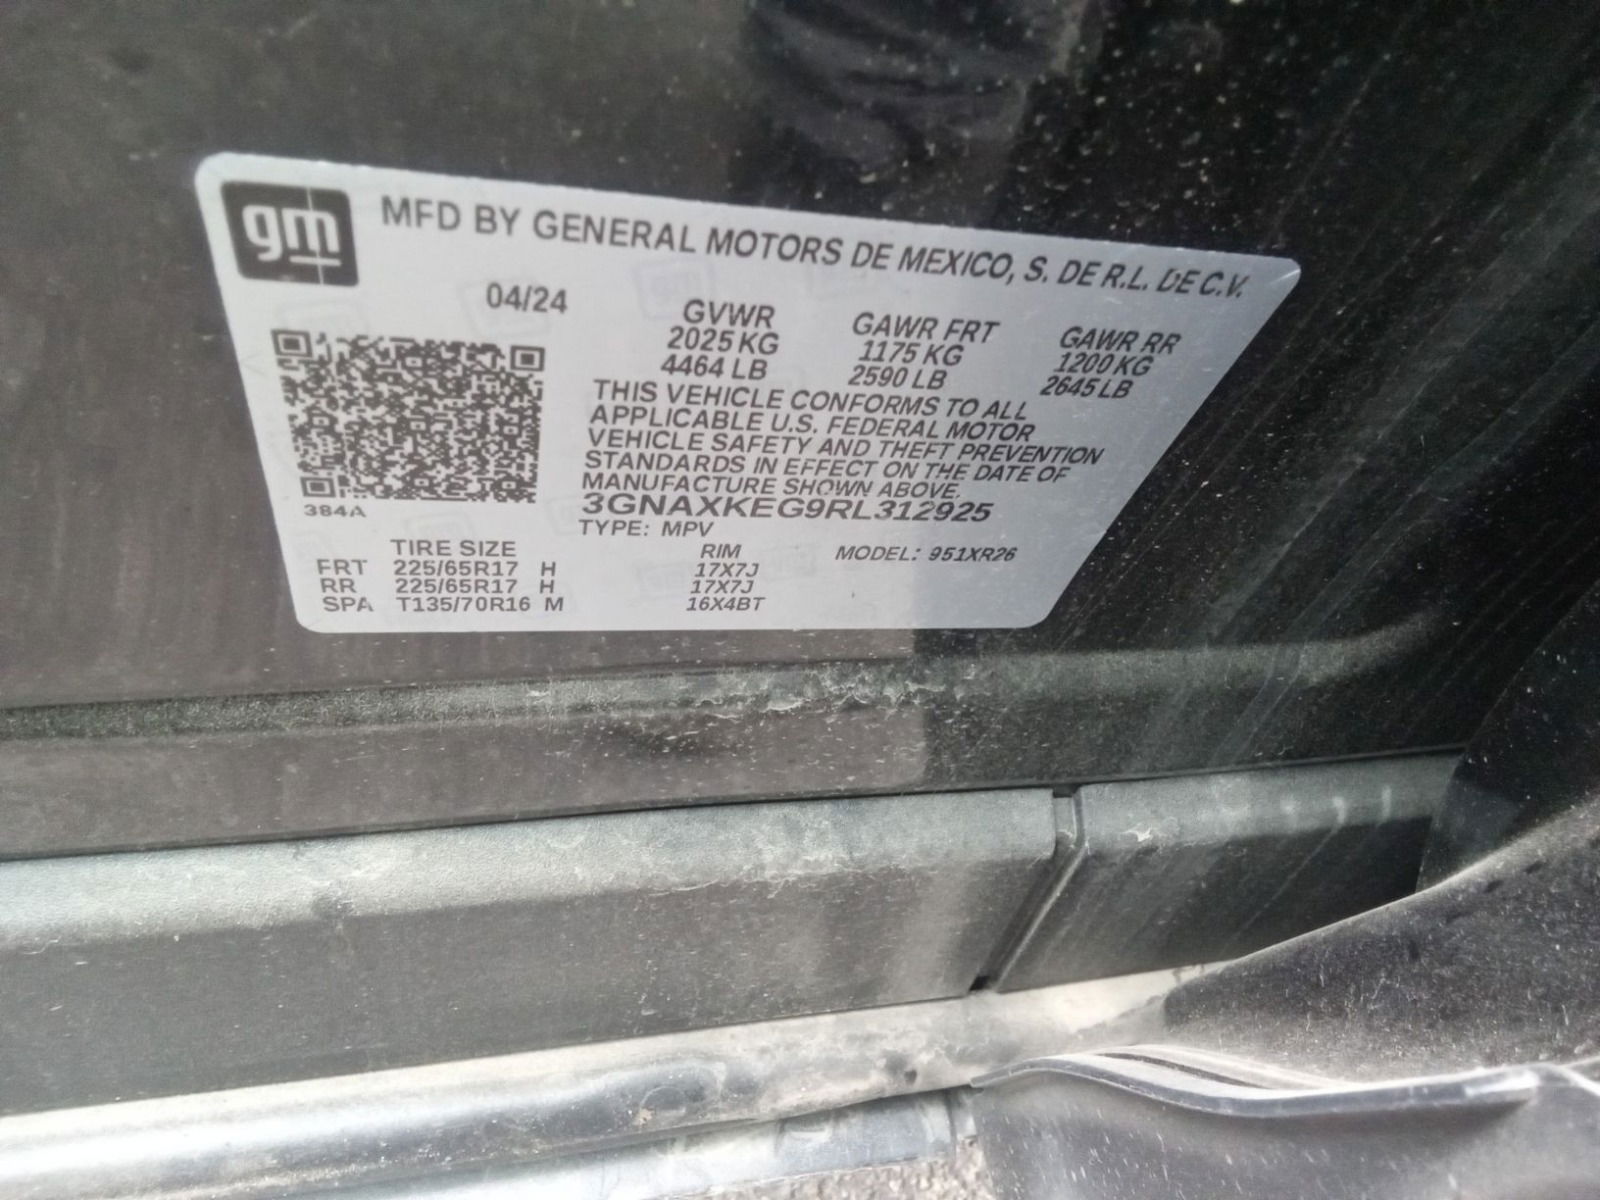 gm
MFD BY GENERAL MOTORS DE MEXICO, S. DE R.L. DE C.V.
04/24
GVWR GAWR FRT GAWR RR
2025 KG 1175 KG 1200 KG
4464 LB 2590 LB 2645 LB
THIS VEHICLE CONFORMS TO ALL
APPLICABLE U.S. FEDERAL MOTOR
VEHICLE SAFETY AND THEFT PREVENTION
STANDARDS IN EFFECT ON THE DATE OF
MANUFACTURE SHOWN ABOVE.
3GNAXKEG9RL312925
384A
TYPE: MPV
TIRE SIZE RIM MODEL: 951XR26
FRT 225/65R17 H 17X7J
RR 225/65R17 H 17X7J
SPA T135/70R16 M 16X4BT